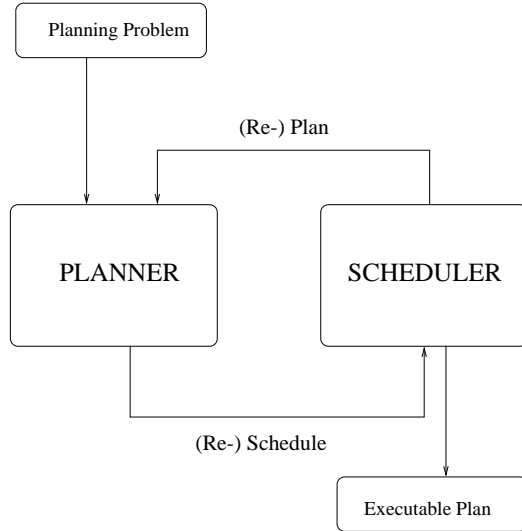 Planning Problem
(Re-) Plan
PLANNER
SCHEDULER
(Re-) Schedule
Executable Plan